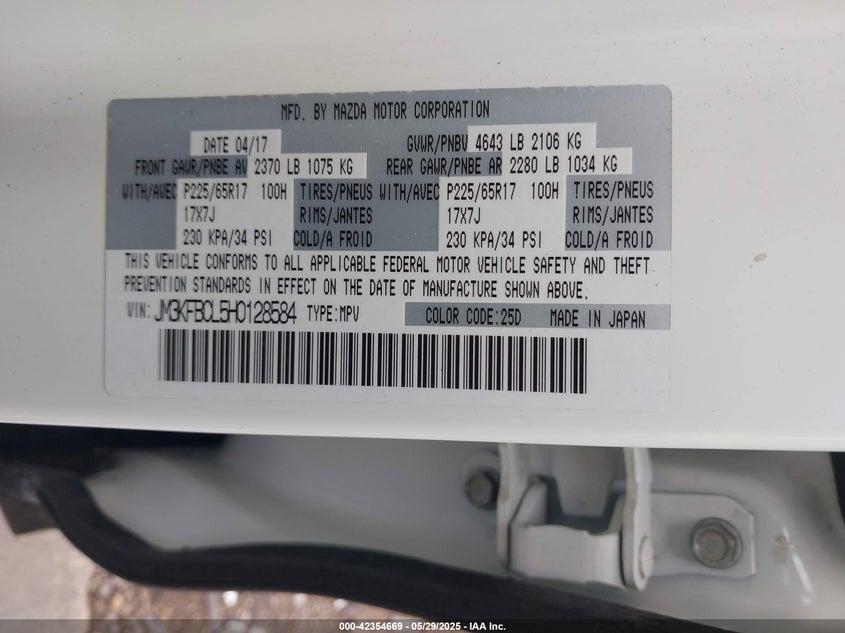 MFD. BY MAZDA MOTOR CORPORATION
DATE 04/17 GVWR/PNBV 4643 LB 2106 KG
FRONT GAWR/PNBE AV 2370 LB 1075 KG REAR GAWR/PNBE AR 2280 LB 1034 KG
WITH/AVEC P225/65R17 100H TIRES/PNEUS WITH/AVEC P225/65R17 100H TIRES/PNEUS
17X7J RIMS/JANTES 17X7J RIMS/JANTES
230 KPA/34 PSI COLD/A FROID 230 KPA/34 PSI COLD/A FROID
THIS VEHICLE CONFORMS TO ALL APPLICABLE FEDERAL MOTOR VEHICLE SAFETY AND THEFT
PREVENTION STANDARDS IN EFFECT ON THE DATE OF MANUFACTURE SHOWN ABOVE.
VIN: JM3KFBCL5H0128584 TYPE:MPV COLOR CODE:25D MADE IN JAPAN
000-42354669 - 05/29/2025 - IAA Inc.